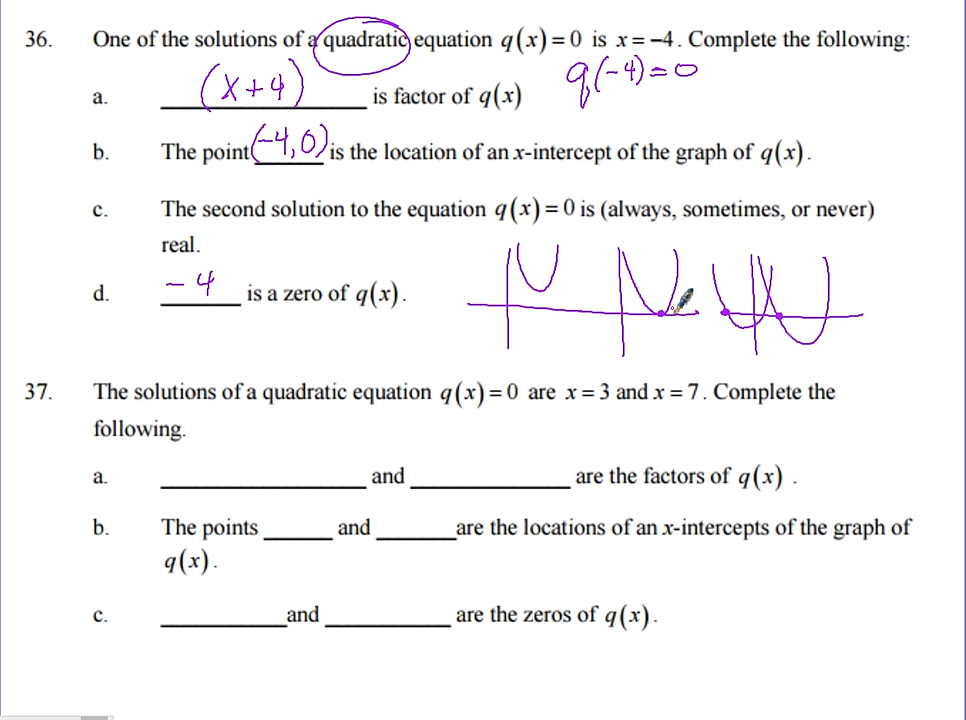 36. One of the solutions of a quadratic equation q(x) = 0 is x = –4. Complete the following:
q(-4)=0
a. (x+4) is factor of q(x)
b. The point (-4,0) is the location of an x-intercept of the graph of q(x).
c. The second solution to the equation q(x) = 0 is (always, sometimes, or never)
real.
d. -4 is a zero of q(x).
37. The solutions of a quadratic equation q(x) = 0 are x = 3 and x = 7. Complete the
following.
a. ____________ and ____________ are the factors of q(x) .
b. The points ______ and ______ are the locations of an x-intercepts of the graph of
q(x).
c. ____________ and ____________ are the zeros of q(x).